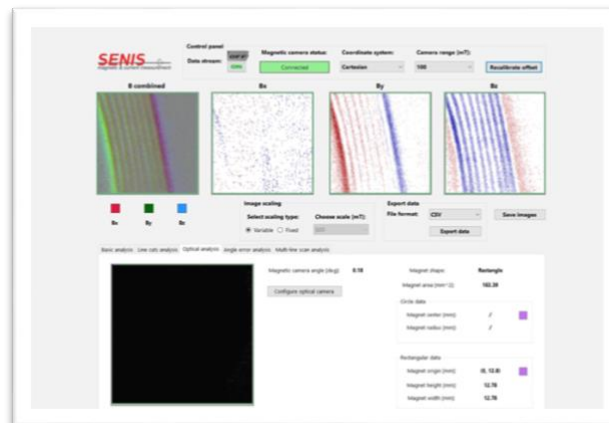 SENIS
Control panel
Data stream:
Magnetic camera status:
Connected
Coordinate system:
Cartesian
Camera range (mT):
100
Recalibrate offset
B combined
Bx
By
Bz
Bx
By
Bz
Image scaling
Select scaling type:
Variable
Fixed
Choose scale (mT):
Export data
File format:
CSV
Save images
Export data
Basic analysis
Line cuts analysis
Optical analysis
Angle error analysis
Multi-line scan analysis
Magnetic camera angle (deg):
0.10
Configure optical camera
Magnet shape:
Rectangle
Magnet area (mm^2):
Circle data
Magnet center (mm):
/
Magnet radius (mm):
/
Rectangular data
Magnet origin (mm):
Magnet height (mm):
12.78
Magnet width (mm):
12.78